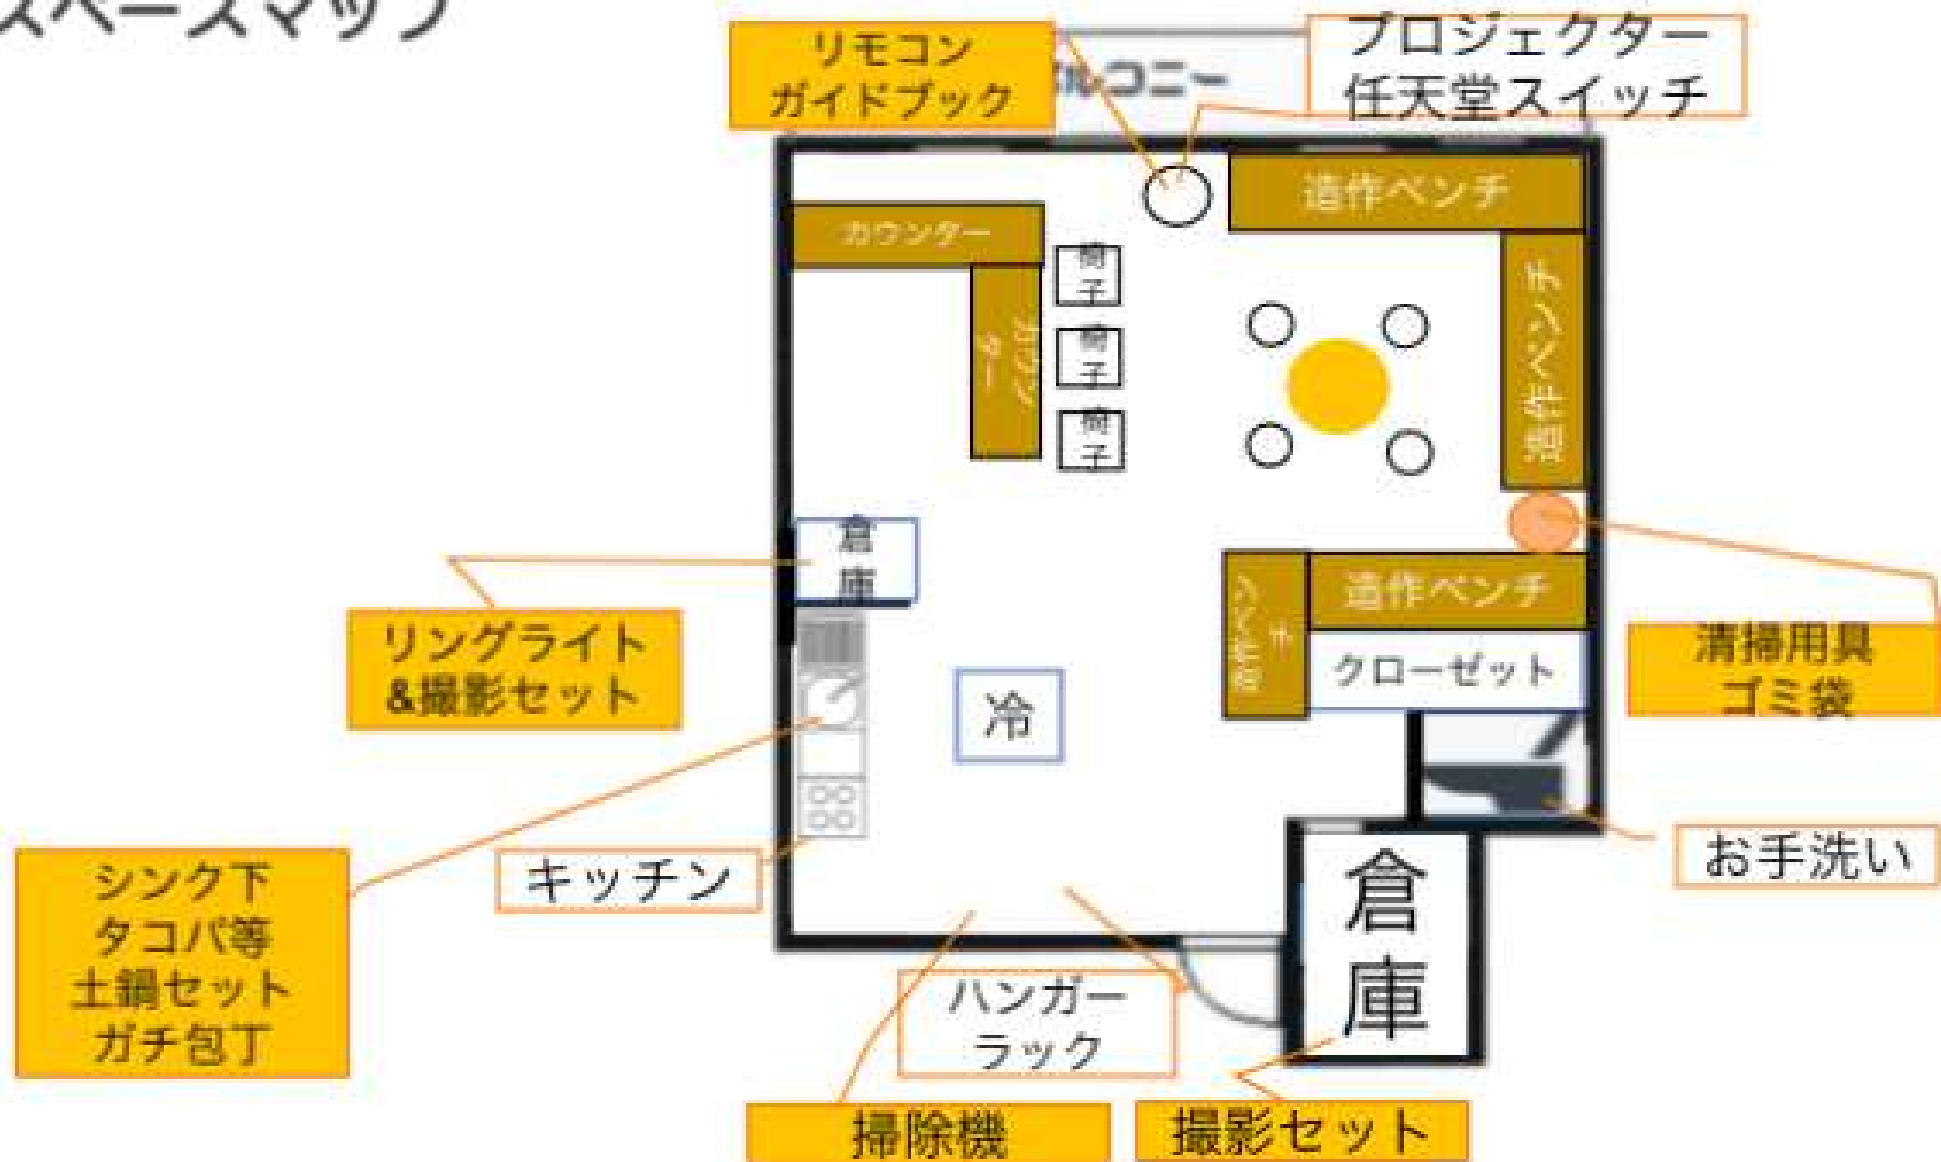 スペースマップ
リモコン
ガイドブック
ルコニー
プロジェクター
任天堂スイッチ
造作ベンチ
カウンター
椅子
造作ベンチ
カウンター
椅子
椅子
倉庫
造作ベンチ
造作ベンチ
クローゼット
リングライト
&撮影セット
清掃用具
ゴミ袋
冷
シンク下
タコパ等
土鍋セット
ガチ包丁
キッチン
お手洗い
倉庫
ハンガー
ラック
掃除機
撮影セット